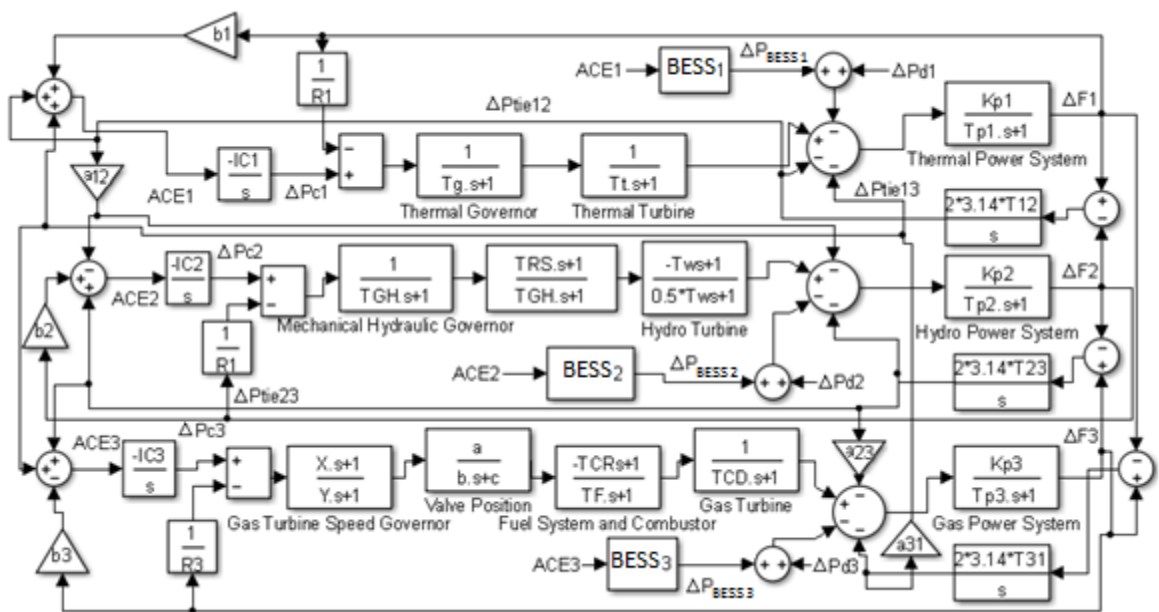 b1
1
R1
ACE1
BESS1
ΔPBESS1
+ +
ΔPd1
+
+
+
ΔPtie12
Kp1
Tp1.s+1
ΔF1
Thermal Power System
a12
ACE1
-IC1
s
ΔPc1
−
+
1
Tg.s+1
Thermal Governor
1
Tt.s+1
Thermal Turbine
+
−
−
−
ΔPtie13
2*3.14*T12
s
−
+
ΔPc2
ACE2
-IC2
s
+
−
1
TGH.s+1
Mechanical Hydraulic Governor
TRS.s+1
TGH.s+1
-Tws+1
0.5*Tws+1
Hydro Turbine
Kp2
Tp2.s+1
ΔF2
Hydro Power System
b2
1
R1
ACE2
BESS2
ΔPBESS2
+ +
ΔPd2
2*3.14*T23
s
−
+
ΔPtie23
ACE3
-IC3
s
ΔPc3
+
−
X.s+1
Y.s+1
Gas Turbine Speed Governor
a
b.s+c
Valve Position
-TCRs+1
TF.s+1
Fuel System and Combustor
1
TCD.s+1
Gas Turbine
a23
+
−
−
Kp3
Tp3.s+1
ΔF3
Gas Power System
−
+
b3
1
R3
ACE3
BESS3
ΔPBESS3
+ +
ΔPd3
a31
2*3.14*T31
s